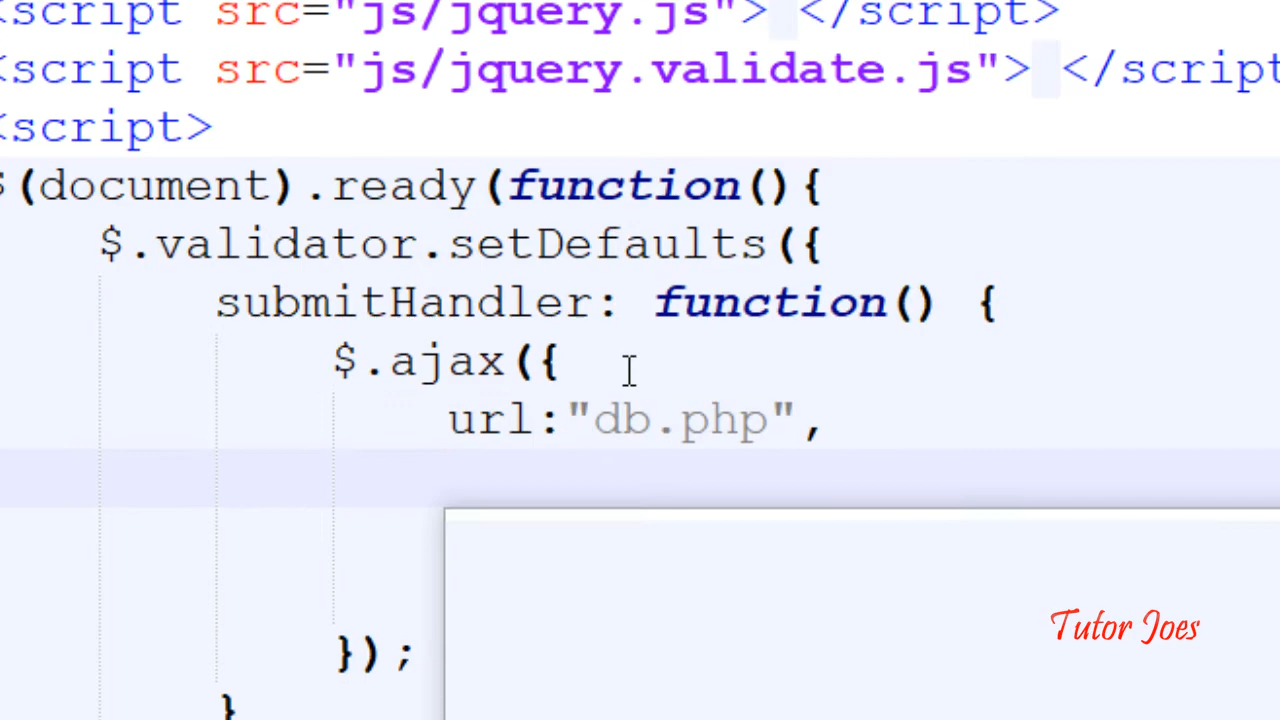 <script src="js/jquery.js"> </script>
<script src="js/jquery.validate.js"> </script
<script>
$(document).ready(function(){
$.validator.setDefaults({
submitHandler: function() {
$.ajax({
url:"db.php",
});
}
Tutor Joes